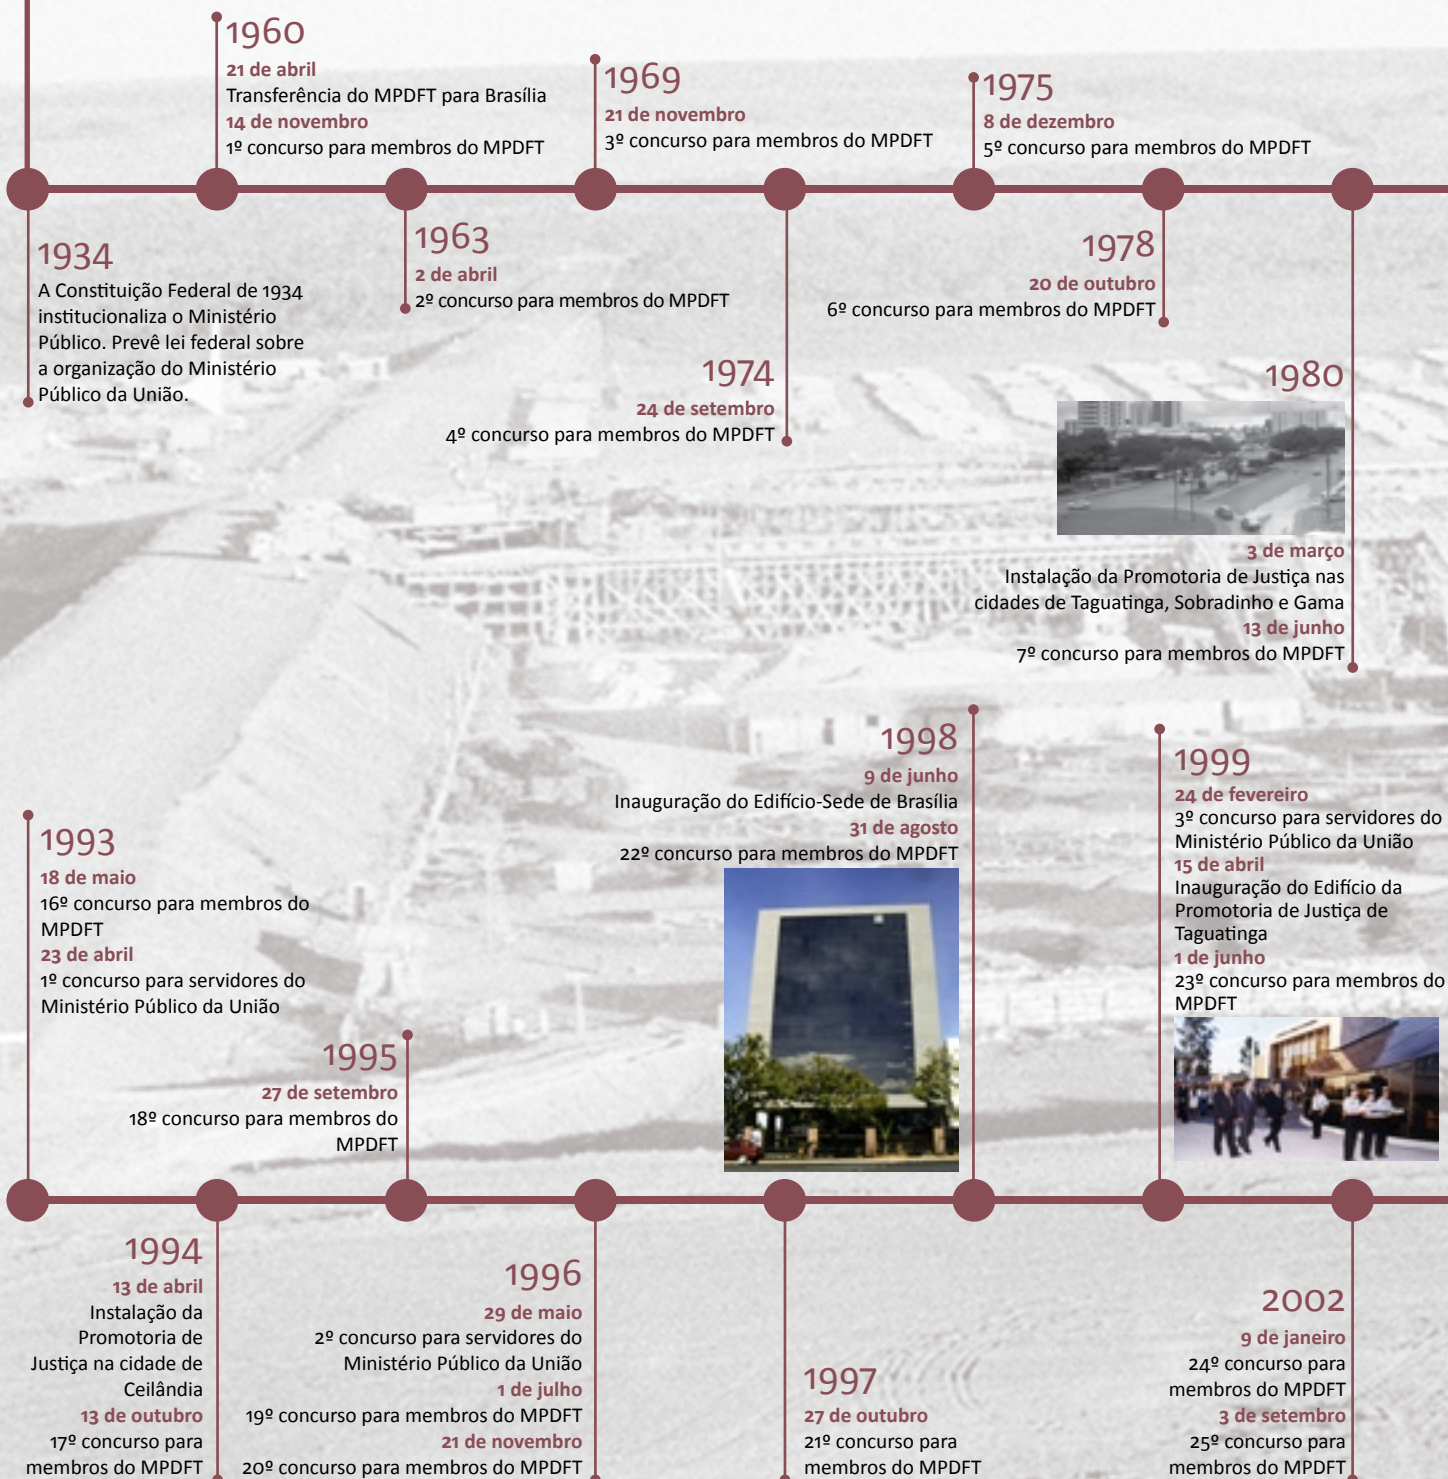 1960
21 de abril
Transferência do MPDFT para Brasília
14 de novembro
1º concurso para membros do MPDFT
1969
21 de novembro
3º concurso para membros do MPDFT
1975
8 de dezembro
5º concurso para membros do MPDFT
1934
A Constituição Federal de 1934
institucionaliza o Ministério
Público. Prevê lei federal sobre
a organização do Ministério
Público da União.
1963
2 de abril
2º concurso para membros do MPDFT
1974
24 de setembro
4º concurso para membros do MPDFT
1978
20 de outubro
6º concurso para membros do MPDFT
1980
3 de março
Instalação da Promotoria de Justiça nas
cidades de Taguatinga, Sobradinho e Gama
13 de junho
7º concurso para membros do MPDFT
1993
18 de maio
16º concurso para membros do
MPDFT
23 de abril
1º concurso para servidores do
Ministério Público da União
1995
27 de setembro
18º concurso para membros do
MPDFT
1998
9 de junho
Inauguração do Edifício-Sede de Brasília
31 de agosto
22º concurso para membros do MPDFT
1999
24 de fevereiro
3º concurso para servidores do
Ministério Público da União
15 de abril
Inauguração do Edifício da
Promotoria de Justiça de
Taguatinga
1 de junho
23º concurso para membros do
MPDFT
1994
13 de abril
Instalação da
Promotoria de
Justiça na cidade de
Ceilândia
13 de outubro
17º concurso para
membros do MPDFT
1996
29 de maio
2º concurso para servidores do
Ministério Público da União
1 de julho
19º concurso para membros do MPDFT
21 de novembro
20º concurso para membros do MPDFT
1997
27 de outubro
21º concurso para
membros do MPDFT
2002
9 de janeiro
24º concurso para
membros do MPDFT
3 de setembro
25º concurso para
membros do MPDFT